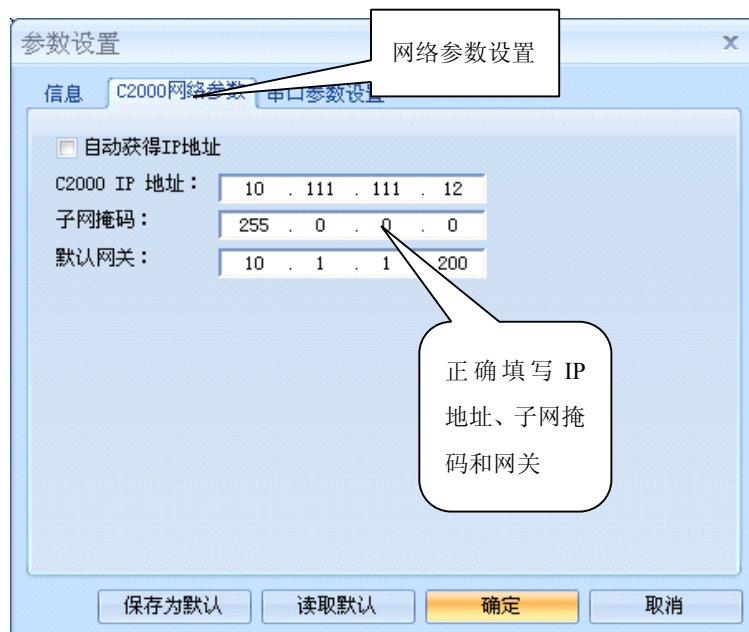 参数设置
网络参数设置
信息 C2000网络参数 串口参数设置
自动获得IP地址
C2000 IP 地址： 10 . 111 . 111 . 12
子网掩码： 255 . 0 . 0 . 0
默认网关： 10 . 1 . 1 . 200
正确填写 IP
地址、子网掩
码和网关
保存为默认 读取默认 确定 取消